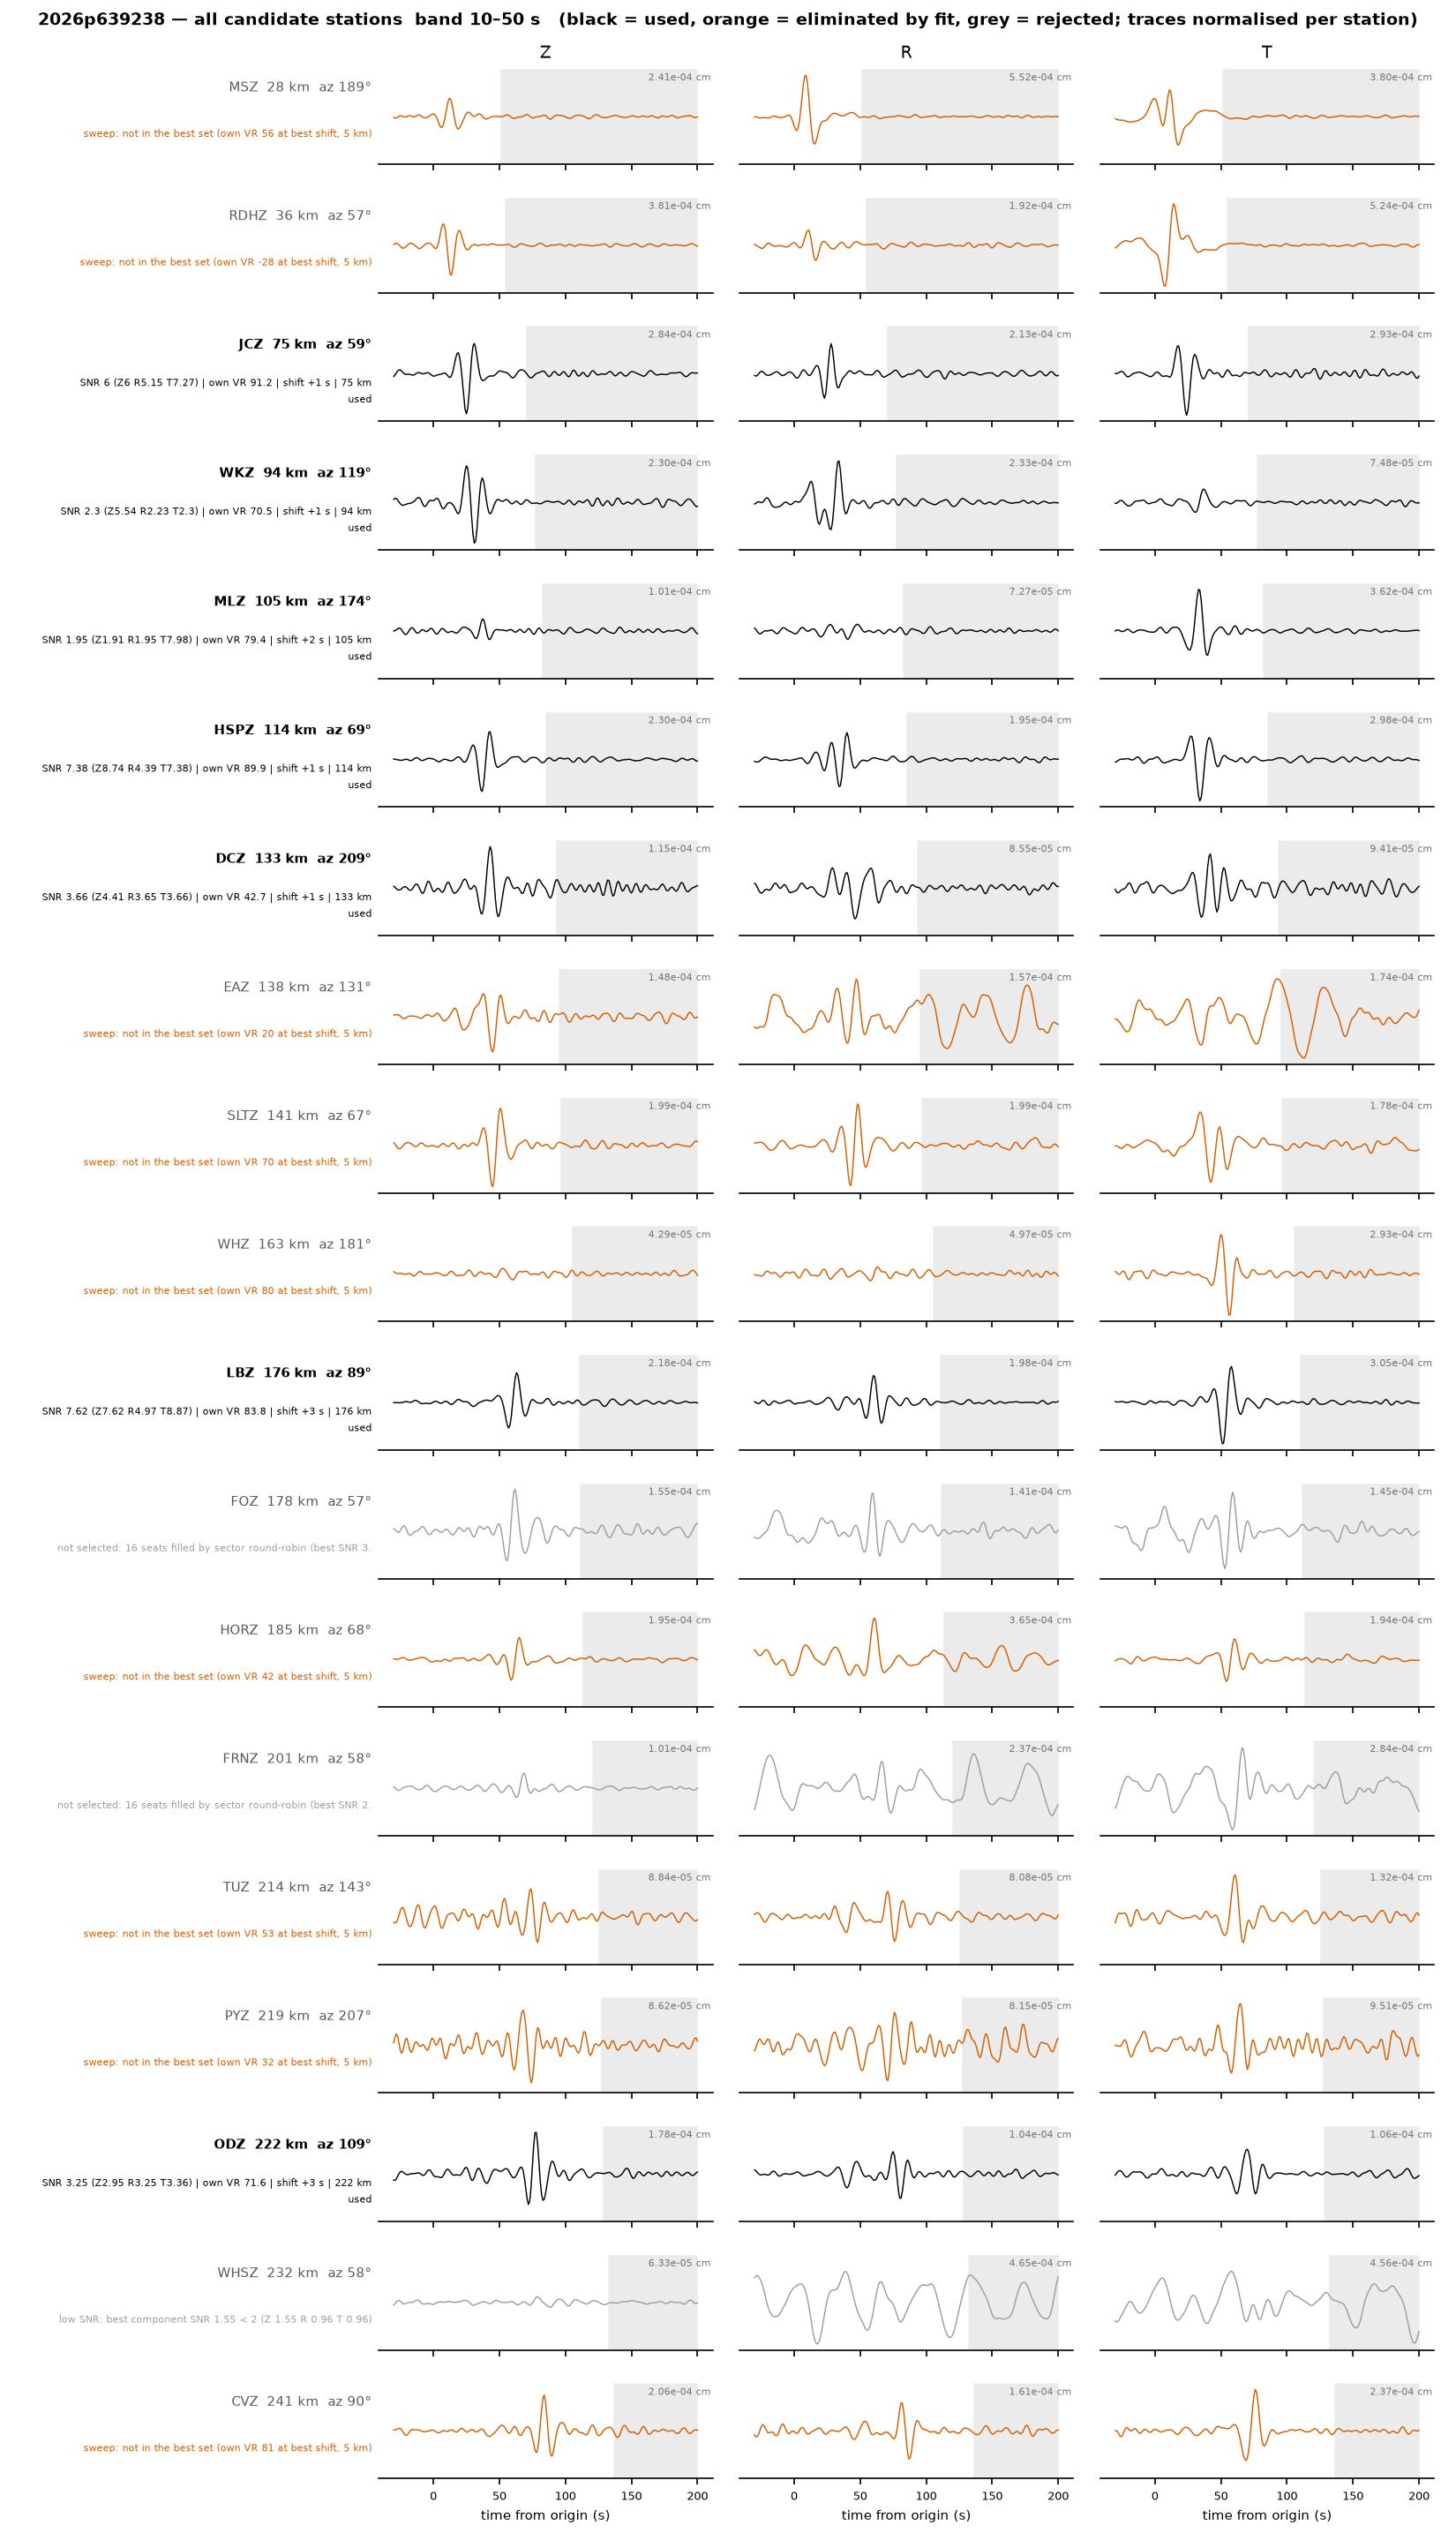 2026p639238 — all candidate stations  band 10–50 s   (black = used, orange = eliminated by fit, grey = rejected; traces normalised per station)
Z R T
MSZ  28 km  az 189°
2.41e-04 cm 5.52e-04 cm 3.80e-04 cm
sweep: not in the best set (own VR 56 at best shift, 5 km)
RDHZ  36 km  az 57°
3.81e-04 cm 1.92e-04 cm 5.24e-04 cm
sweep: not in the best set (own VR -28 at best shift, 5 km)
JCZ  75 km  az 59°
2.84e-04 cm 2.13e-04 cm 2.93e-04 cm
SNR 6 (Z6 R5.15 T7.27) | own VR 91.2 | shift +1 s | 75 km
used
WKZ  94 km  az 119°
2.30e-04 cm 2.33e-04 cm 7.48e-05 cm
SNR 2.3 (Z5.54 R2.23 T2.3) | own VR 70.5 | shift +1 s | 94 km
used
MLZ  105 km  az 174°
1.01e-04 cm 7.27e-05 cm 3.62e-04 cm
SNR 1.95 (Z1.91 R1.95 T7.98) | own VR 79.4 | shift +2 s | 105 km
used
HSPZ  114 km  az 69°
2.30e-04 cm 1.95e-04 cm 2.98e-04 cm
SNR 7.38 (Z8.74 R4.39 T7.38) | own VR 89.9 | shift +1 s | 114 km
used
DCZ  133 km  az 209°
1.15e-04 cm 8.55e-05 cm 9.41e-05 cm
SNR 3.66 (Z4.41 R3.65 T3.66) | own VR 42.7 | shift +1 s | 133 km
used
EAZ  138 km  az 131°
1.48e-04 cm 1.57e-04 cm 1.74e-04 cm
sweep: not in the best set (own VR 20 at best shift, 5 km)
SLTZ  141 km  az 67°
1.99e-04 cm 1.99e-04 cm 1.78e-04 cm
sweep: not in the best set (own VR 70 at best shift, 5 km)
WHZ  163 km  az 181°
4.29e-05 cm 4.97e-05 cm 2.93e-04 cm
sweep: not in the best set (own VR 80 at best shift, 5 km)
LBZ  176 km  az 89°
2.18e-04 cm 1.98e-04 cm 3.05e-04 cm
SNR 7.62 (Z7.62 R4.97 T8.87) | own VR 83.8 | shift +3 s | 176 km
used
FOZ  178 km  az 57°
1.55e-04 cm 1.41e-04 cm 1.45e-04 cm
not selected: 16 seats filled by sector round-robin (best SNR 3.
HORZ  185 km  az 68°
1.95e-04 cm 3.65e-04 cm 1.94e-04 cm
sweep: not in the best set (own VR 42 at best shift, 5 km)
FRNZ  201 km  az 58°
1.01e-04 cm 2.37e-04 cm 2.84e-04 cm
not selected: 16 seats filled by sector round-robin (best SNR 2.
TUZ  214 km  az 143°
8.84e-05 cm 8.08e-05 cm 1.32e-04 cm
sweep: not in the best set (own VR 53 at best shift, 5 km)
PYZ  219 km  az 207°
8.62e-05 cm 8.15e-05 cm 9.51e-05 cm
sweep: not in the best set (own VR 32 at best shift, 5 km)
ODZ  222 km  az 109°
1.78e-04 cm 1.04e-04 cm 1.06e-04 cm
SNR 3.25 (Z2.95 R3.25 T3.36) | own VR 71.6 | shift +3 s | 222 km
used
WHSZ  232 km  az 58°
6.33e-05 cm 4.65e-04 cm 4.56e-04 cm
low SNR: best component SNR 1.55 < 2 (Z 1.55 R 0.96 T 0.96)
CVZ  241 km  az 90°
2.06e-04 cm 1.61e-04 cm 2.37e-04 cm
sweep: not in the best set (own VR 81 at best shift, 5 km)
0 50 100 150 200 0 50 100 150 200 0 50 100 150 200
time from origin (s) time from origin (s) time from origin (s)